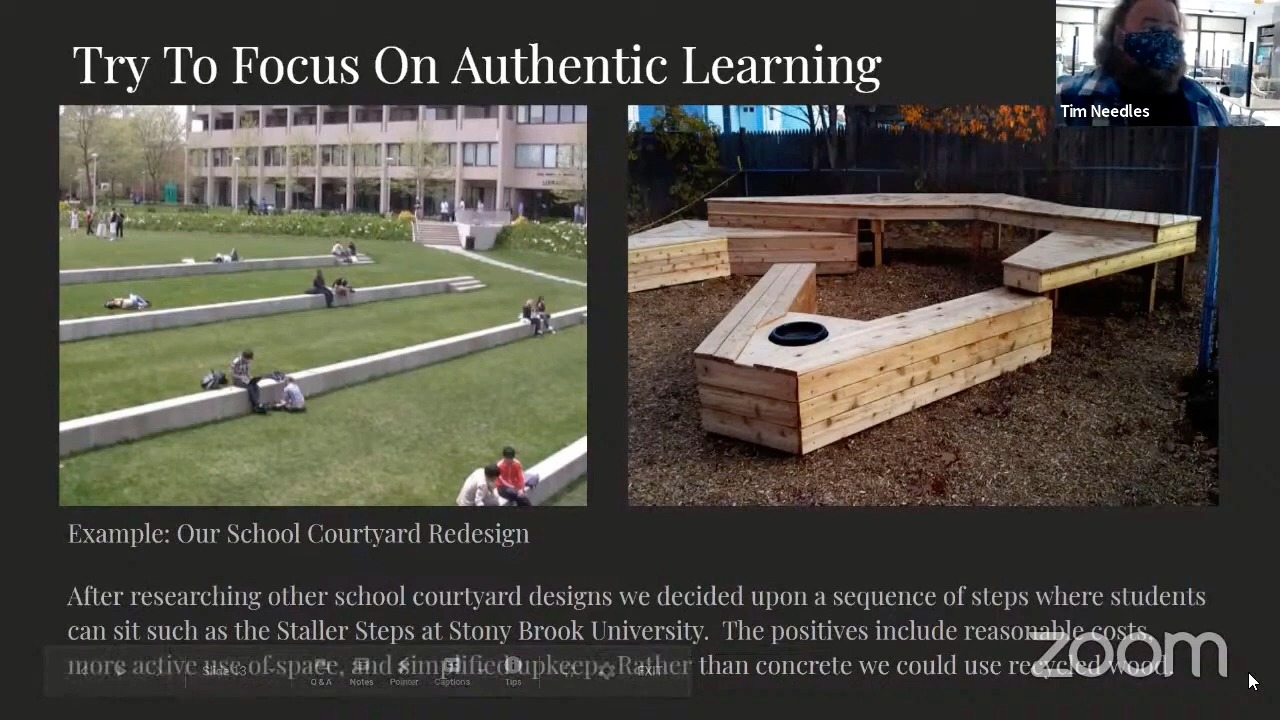 Try To Focus On Authentic Learning
Tim Needles
Example: Our School Courtyard Redesign
After researching other school courtyard designs we decided upon a sequence of steps where students
can sit such as the Staller Steps at Stony Brook University. The positives include reasonable costs,
more active use of space, and simplified upkeep. Rather than concrete we could use recycled wood.
zoom
Slide 13
Q & A
Notes
Pointer
Captions
Tips
EXIT